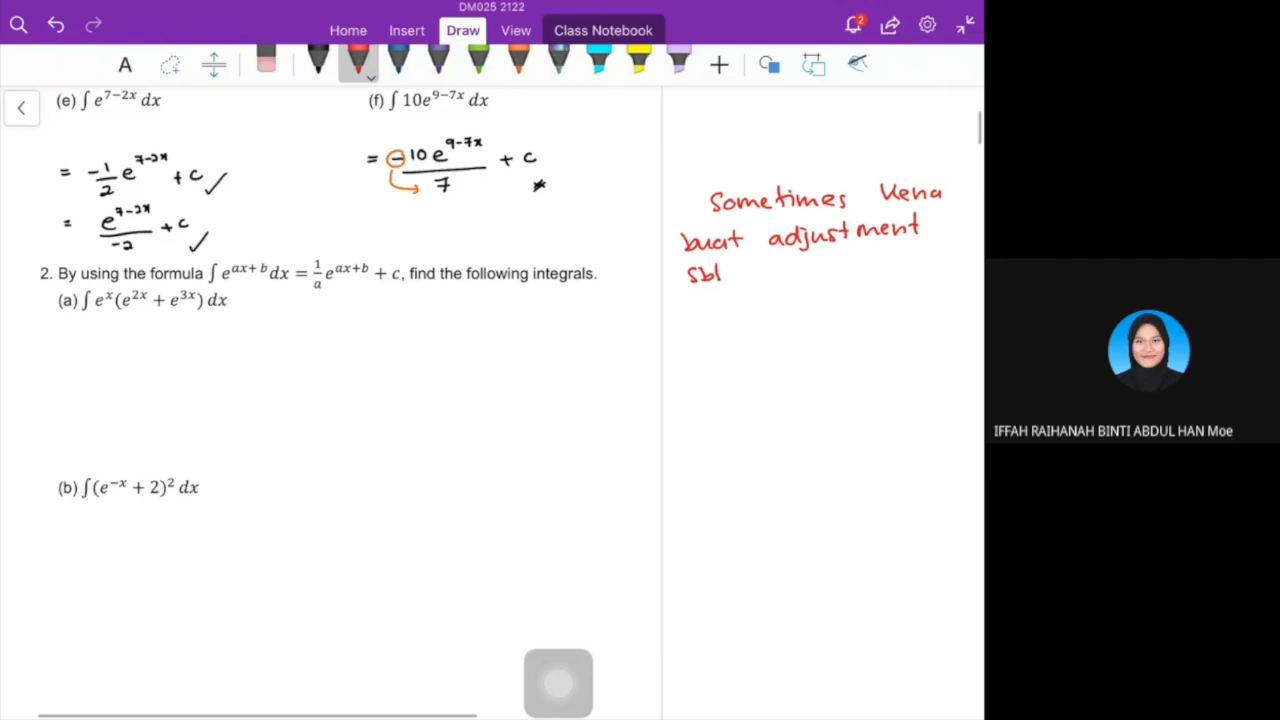 DM025 2122
Home Insert Draw View Class Notebook
2
A
(e) ∫ e^{7−2x} dx
(f) ∫ 10e^{9−7x} dx
= -1/2 e^{7-2x} + c ✓
= e^{7-2x}/-2 + c ✓
= -10e^{9-7x}/7 + c
Sometimes kena
buat adjustment
sbl
2. By using the formula ∫ e^{ax+b} dx = 1/a e^{ax+b} + c, find the following integrals.
(a) ∫ e^x(e^{2x} + e^{3x}) dx
(b) ∫(e^{−x} + 2)^2 dx
IFFAH RAIHANAH BINTI ABDUL HAN Moe